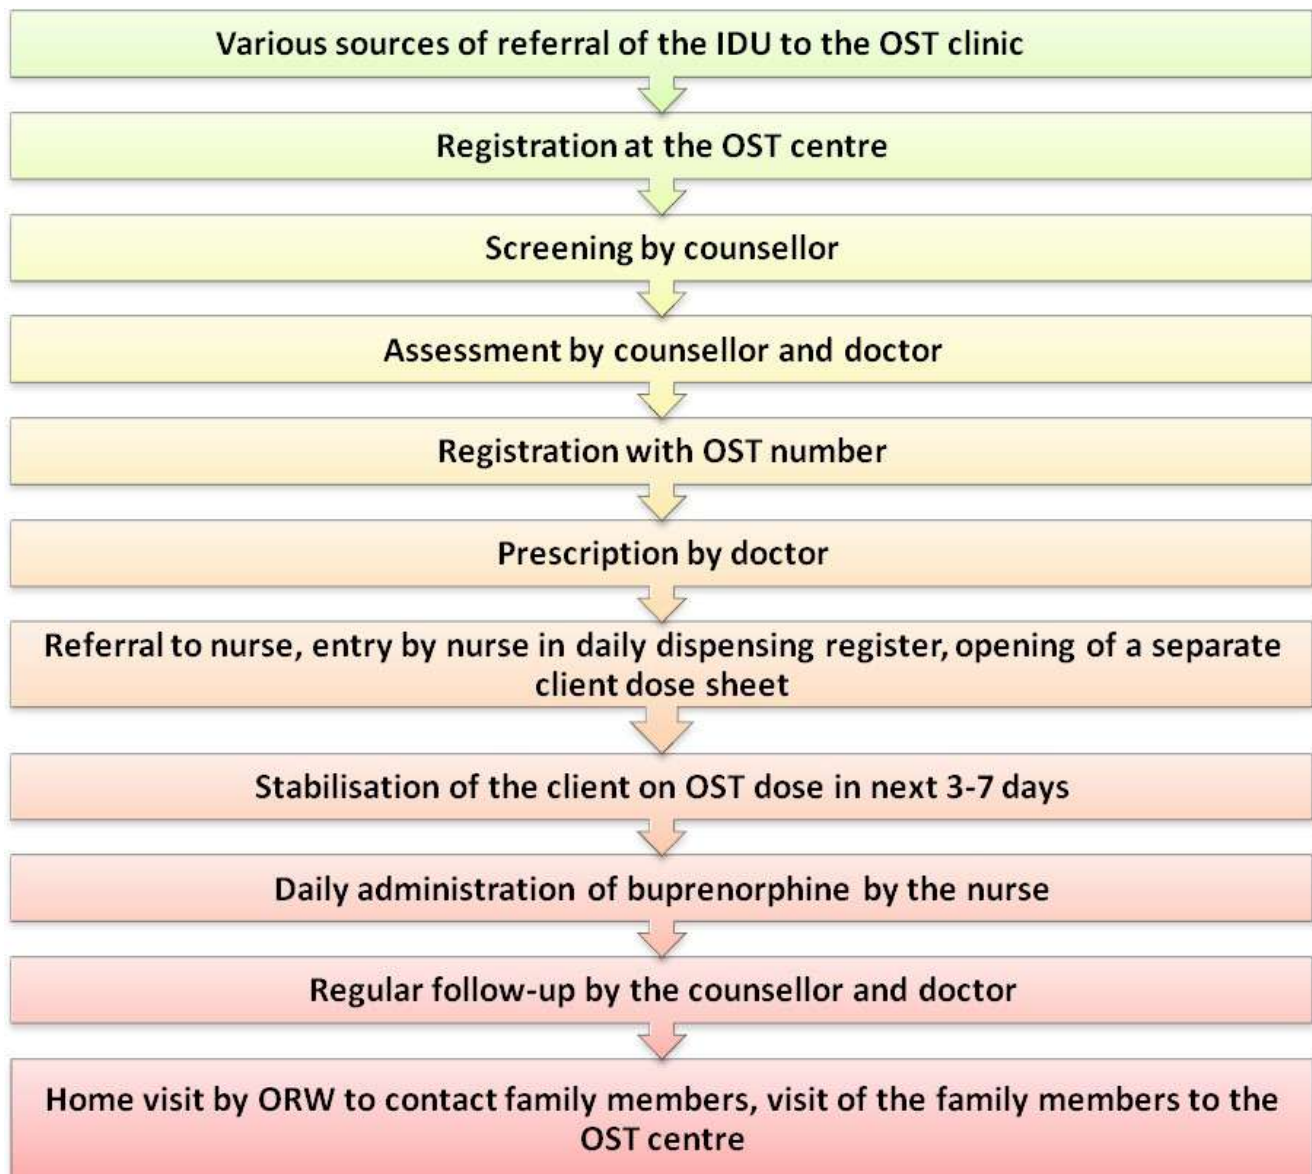 Various sources of referral of the IDU to the OST clinic
Registration at the OST centre
Screening by counsellor
Assessment by counsellor and doctor
Registration with OST number
Prescription by doctor
Referral to nurse, entry by nurse in daily dispensing register, opening of a separate
client dose sheet
Stabilisation of the client on OST dose in next 3-7 days
Daily administration of buprenorphine by the nurse
Regular follow-up by the counsellor and doctor
Home visit by ORW to contact family members, visit of the family members to the
OST centre